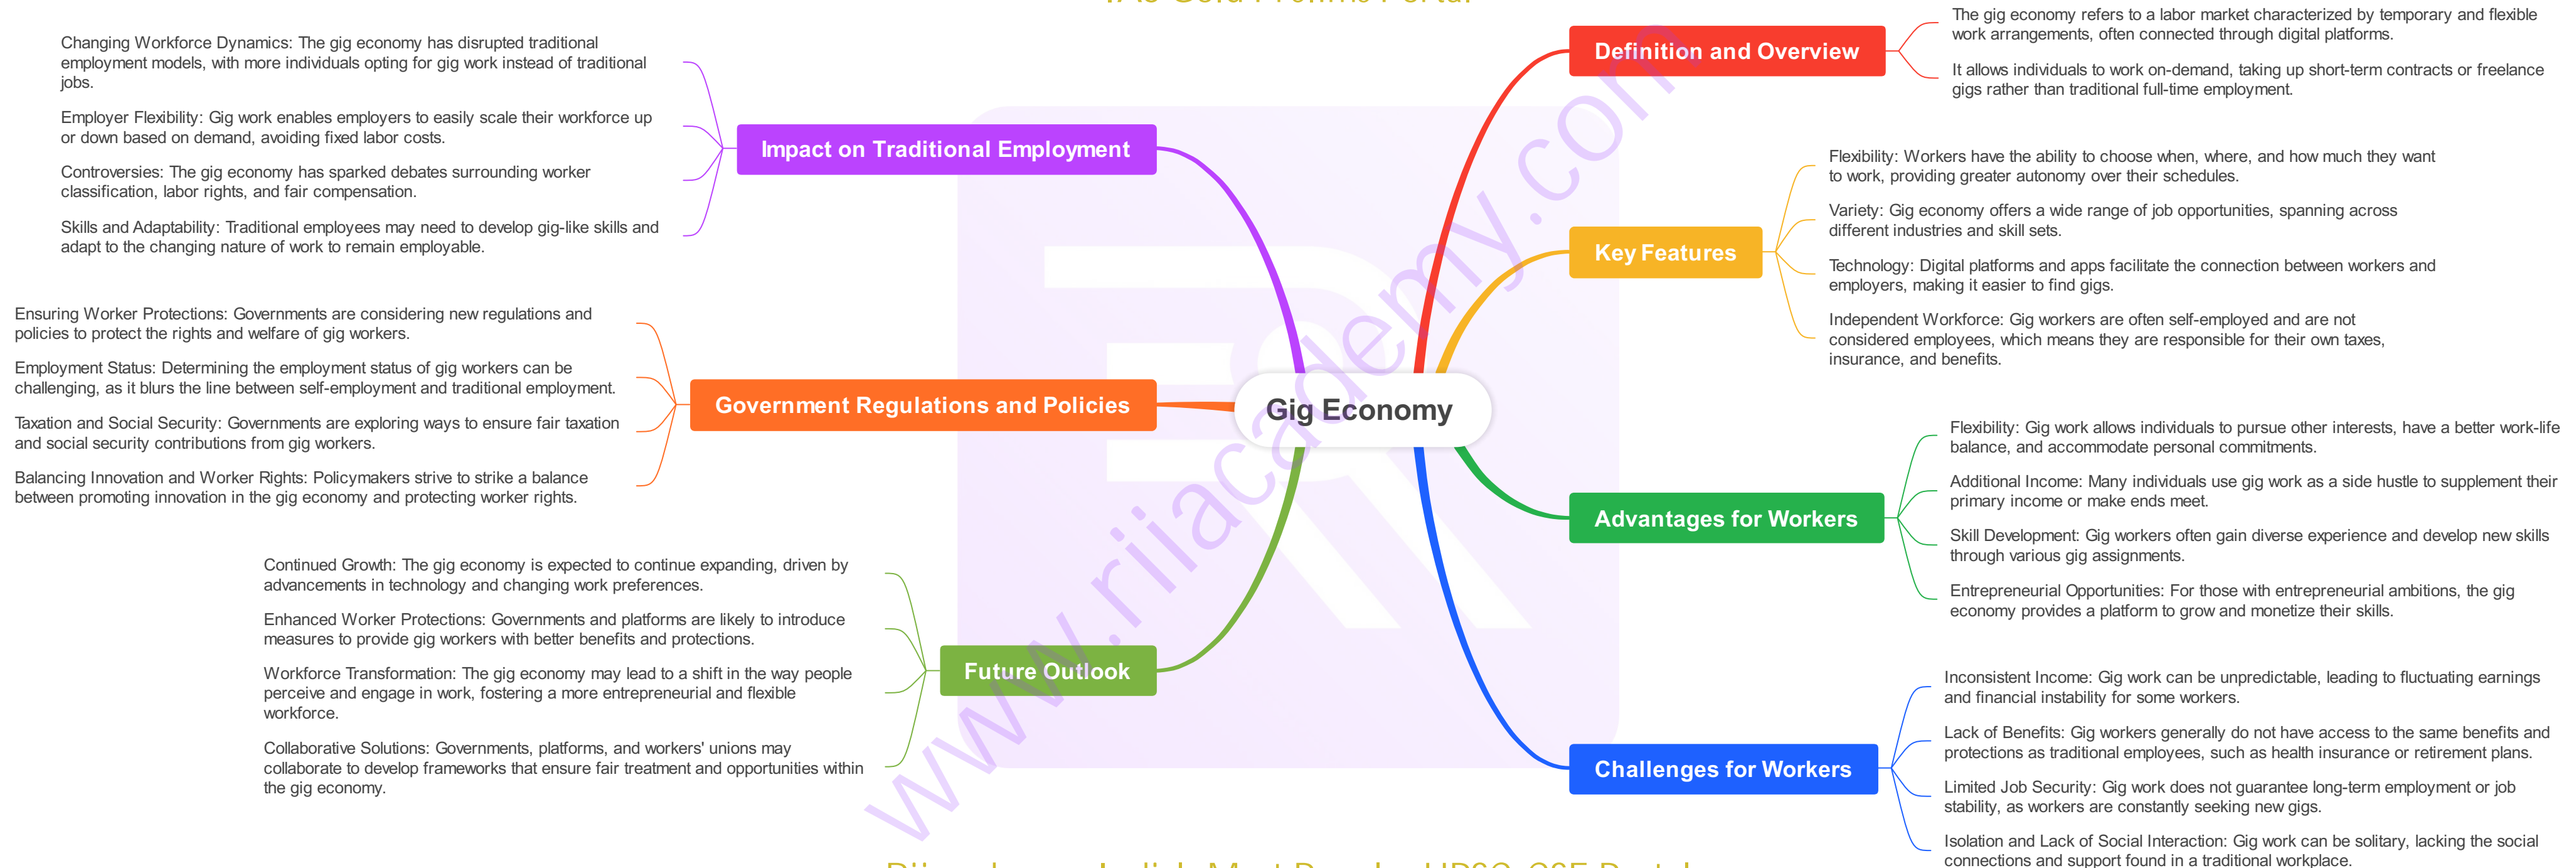 Gig Economy
Definition and Overview
The gig economy refers to a labor market characterized by temporary and flexible
work arrangements, often connected through digital platforms.
It allows individuals to work on-demand, taking up short-term contracts or freelance
gigs rather than traditional full-time employment.
Key Features
Flexibility: Workers have the ability to choose when, where, and how much they want
to work, providing greater autonomy over their schedules.
Variety: Gig economy offers a wide range of job opportunities, spanning across
different industries and skill sets.
Technology: Digital platforms and apps facilitate the connection between workers and
employers, making it easier to find gigs.
Independent Workforce: Gig workers are often self-employed and are not
considered employees, which means they are responsible for their own taxes,
insurance, and benefits.
Advantages for Workers
Flexibility: Gig work allows individuals to pursue other interests, have a better work-life
balance, and accommodate personal commitments.
Additional Income: Many individuals use gig work as a side hustle to supplement their
primary income or make ends meet.
Skill Development: Gig workers often gain diverse experience and develop new skills
through various gig assignments.
Entrepreneurial Opportunities: For those with entrepreneurial ambitions, the gig
economy provides a platform to grow and monetize their skills.
Challenges for Workers
Inconsistent Income: Gig work can be unpredictable, leading to fluctuating earnings
and financial instability for some workers.
Lack of Benefits: Gig workers generally do not have access to the same benefits and
protections as traditional employees, such as health insurance or retirement plans.
Limited Job Security: Gig work does not guarantee long-term employment or job
stability, as workers are constantly seeking new gigs.
Isolation and Lack of Social Interaction: Gig work can be solitary, lacking the social
connections and support found in a traditional workplace.
Impact on Traditional Employment
Changing Workforce Dynamics: The gig economy has disrupted traditional
employment models, with more individuals opting for gig work instead of traditional
jobs.
Employer Flexibility: Gig work enables employers to easily scale their workforce up
or down based on demand, avoiding fixed labor costs.
Controversies: The gig economy has sparked debates surrounding worker
classification, labor rights, and fair compensation.
Skills and Adaptability: Traditional employees may need to develop gig-like skills and
adapt to the changing nature of work to remain employable.
Government Regulations and Policies
Ensuring Worker Protections: Governments are considering new regulations and
policies to protect the rights and welfare of gig workers.
Employment Status: Determining the employment status of gig workers can be
challenging, as it blurs the line between self-employment and traditional employment.
Taxation and Social Security: Governments are exploring ways to ensure fair taxation
and social security contributions from gig workers.
Balancing Innovation and Worker Rights: Policymakers strive to strike a balance
between promoting innovation in the gig economy and protecting worker rights.
Future Outlook
Continued Growth: The gig economy is expected to continue expanding, driven by
advancements in technology and changing work preferences.
Enhanced Worker Protections: Governments and platforms are likely to introduce
measures to provide gig workers with better benefits and protections.
Workforce Transformation: The gig economy may lead to a shift in the way people
perceive and engage in work, fostering a more entrepreneurial and flexible
workforce.
Collaborative Solutions: Governments, platforms, and workers' unions may
collaborate to develop frameworks that ensure fair treatment and opportunities within
the gig economy.
www.riiacademy.com